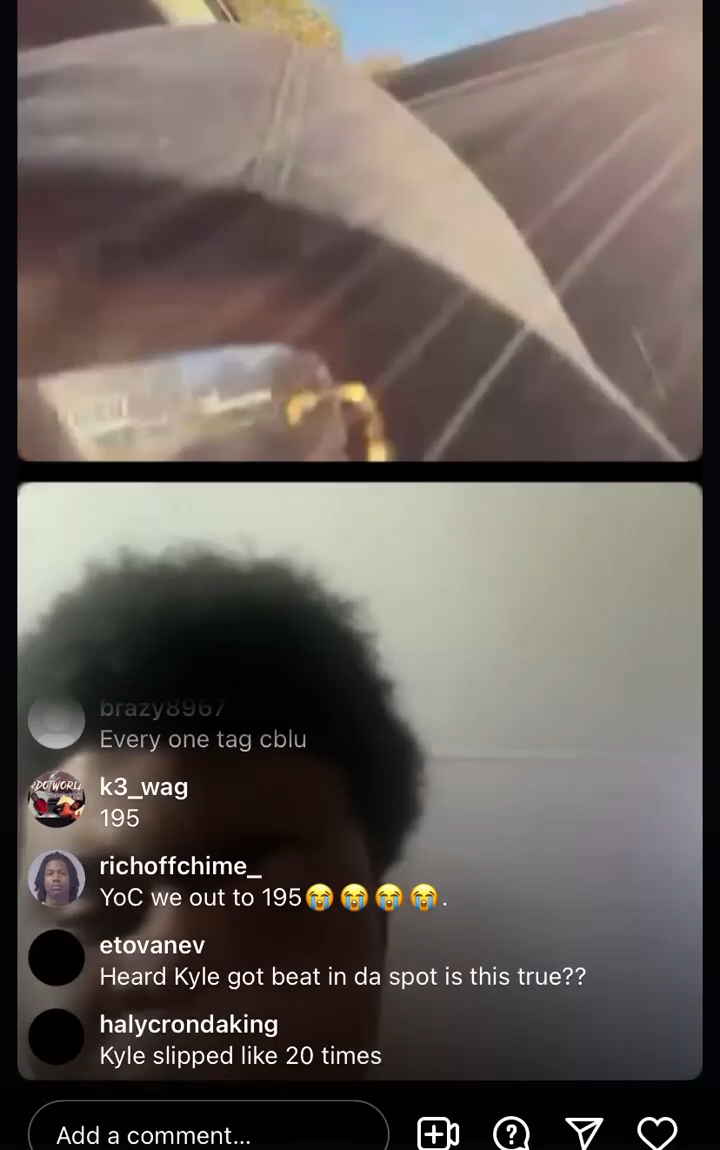 brazy8967
Every one tag cblu
k3_wag
195
richoffchime_
YoC we out to 195😭😭😭😭.
etovanev
Heard Kyle got beat in da spot is this true??
halycrondaking
Kyle slipped like 20 times
Add a comment...